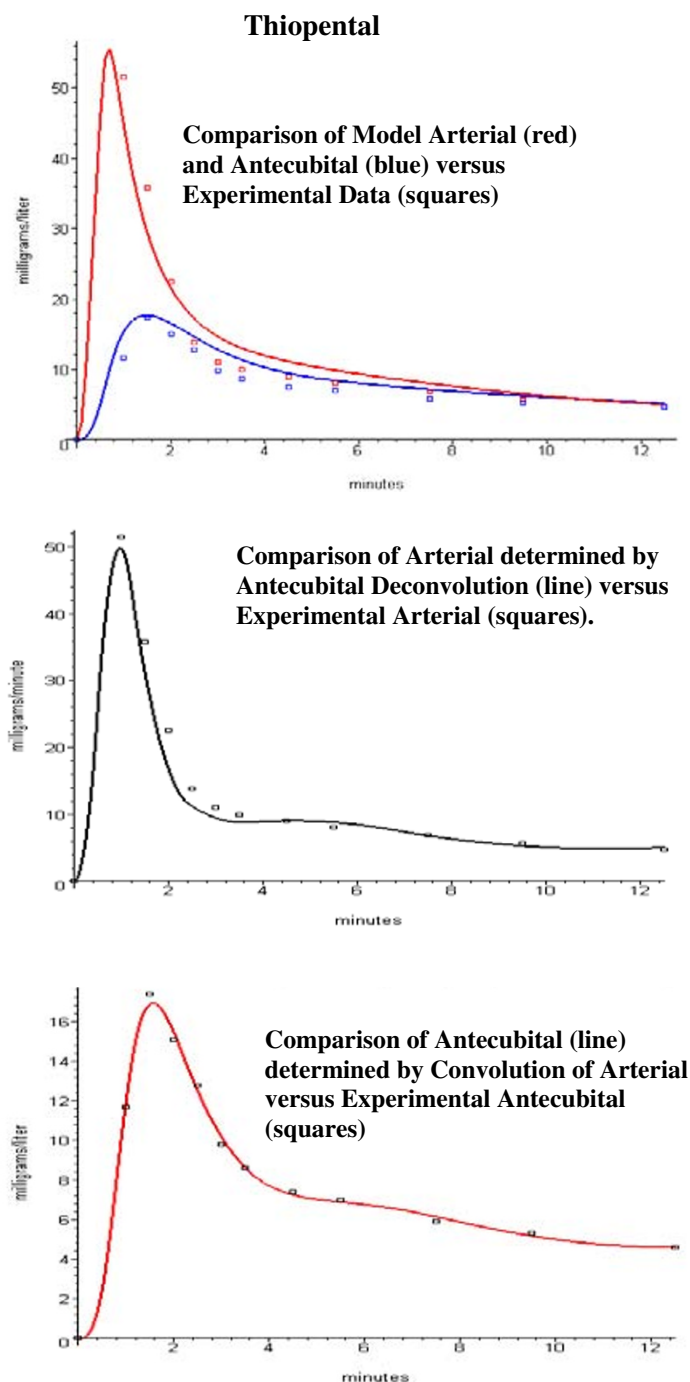 Thiopental
Comparison of Model Arterial (red)
and Antecubital (blue) versus
Experimental Data (squares)
milligrams/liter
50
40
30
20
10
0
2
4
6
8
10
12
minutes
Comparison of Arterial determined by
Antecubital Deconvolution (line) versus
Experimental Arterial (squares).
milligrams/minute
50
40
30
20
10
0
2
4
6
8
10
12
minutes
Comparison of Antecubital (line)
determined by Convolution of Arterial
versus Experimental Antecubital
(squares)
milligrams/liter
16
14
12
10
8
6
4
2
0
2
4
6
8
10
12
minutes